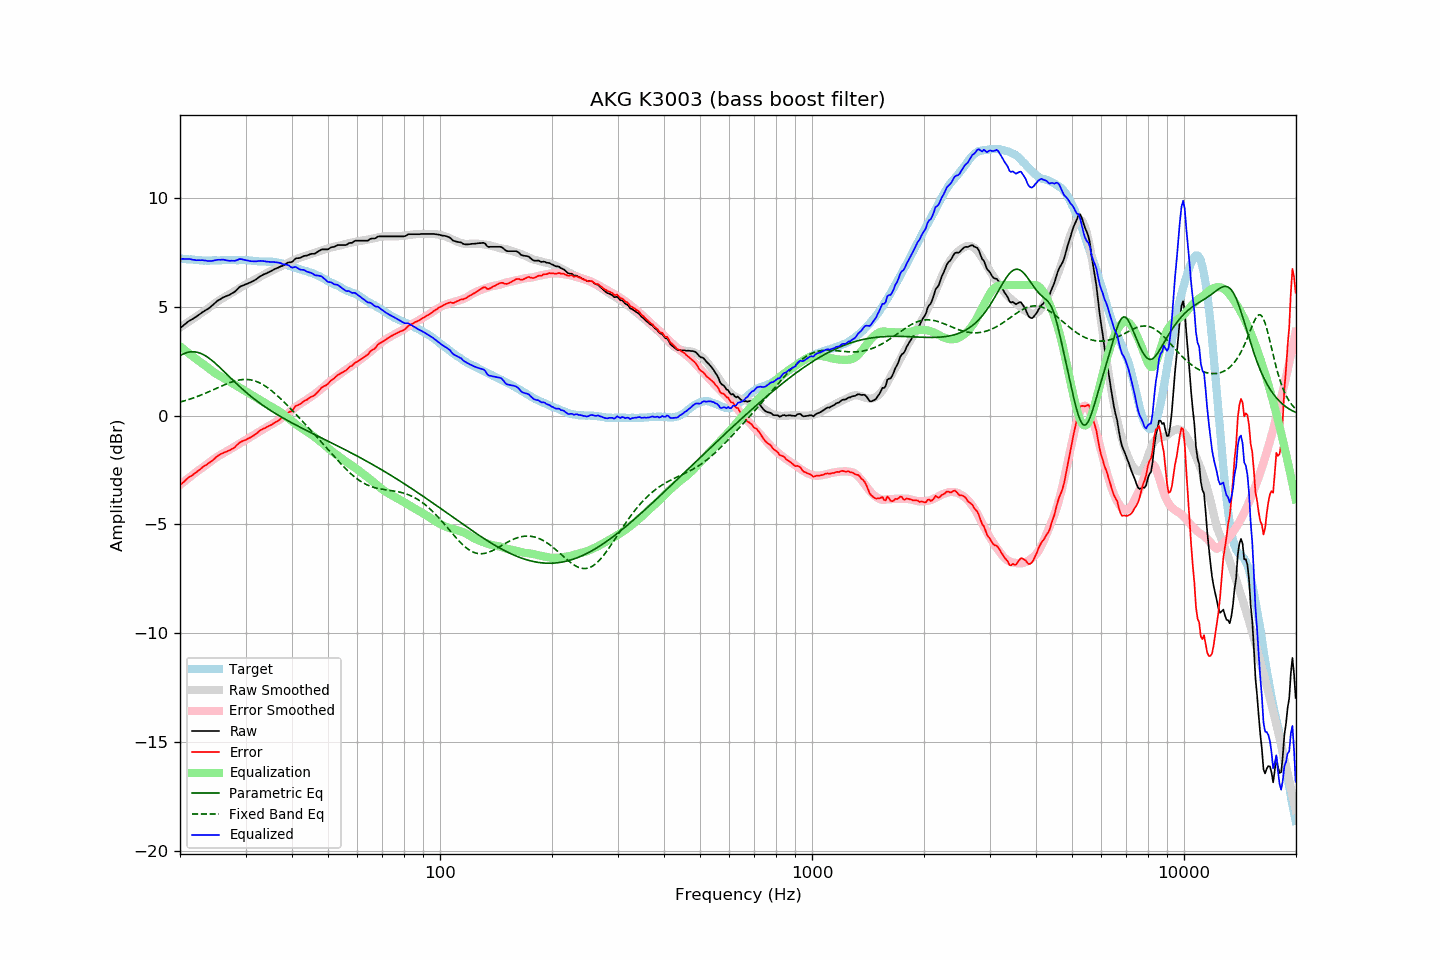 AKG K3003 (bass boost filter)
Amplitude (dBr)
10
5
0
−5
−10
−15
−20
Target
Raw Smoothed
Error Smoothed
Raw
Error
Equalization
Parametric Eq
Fixed Band Eq
Equalized
100 1000 10000
Frequency (Hz)